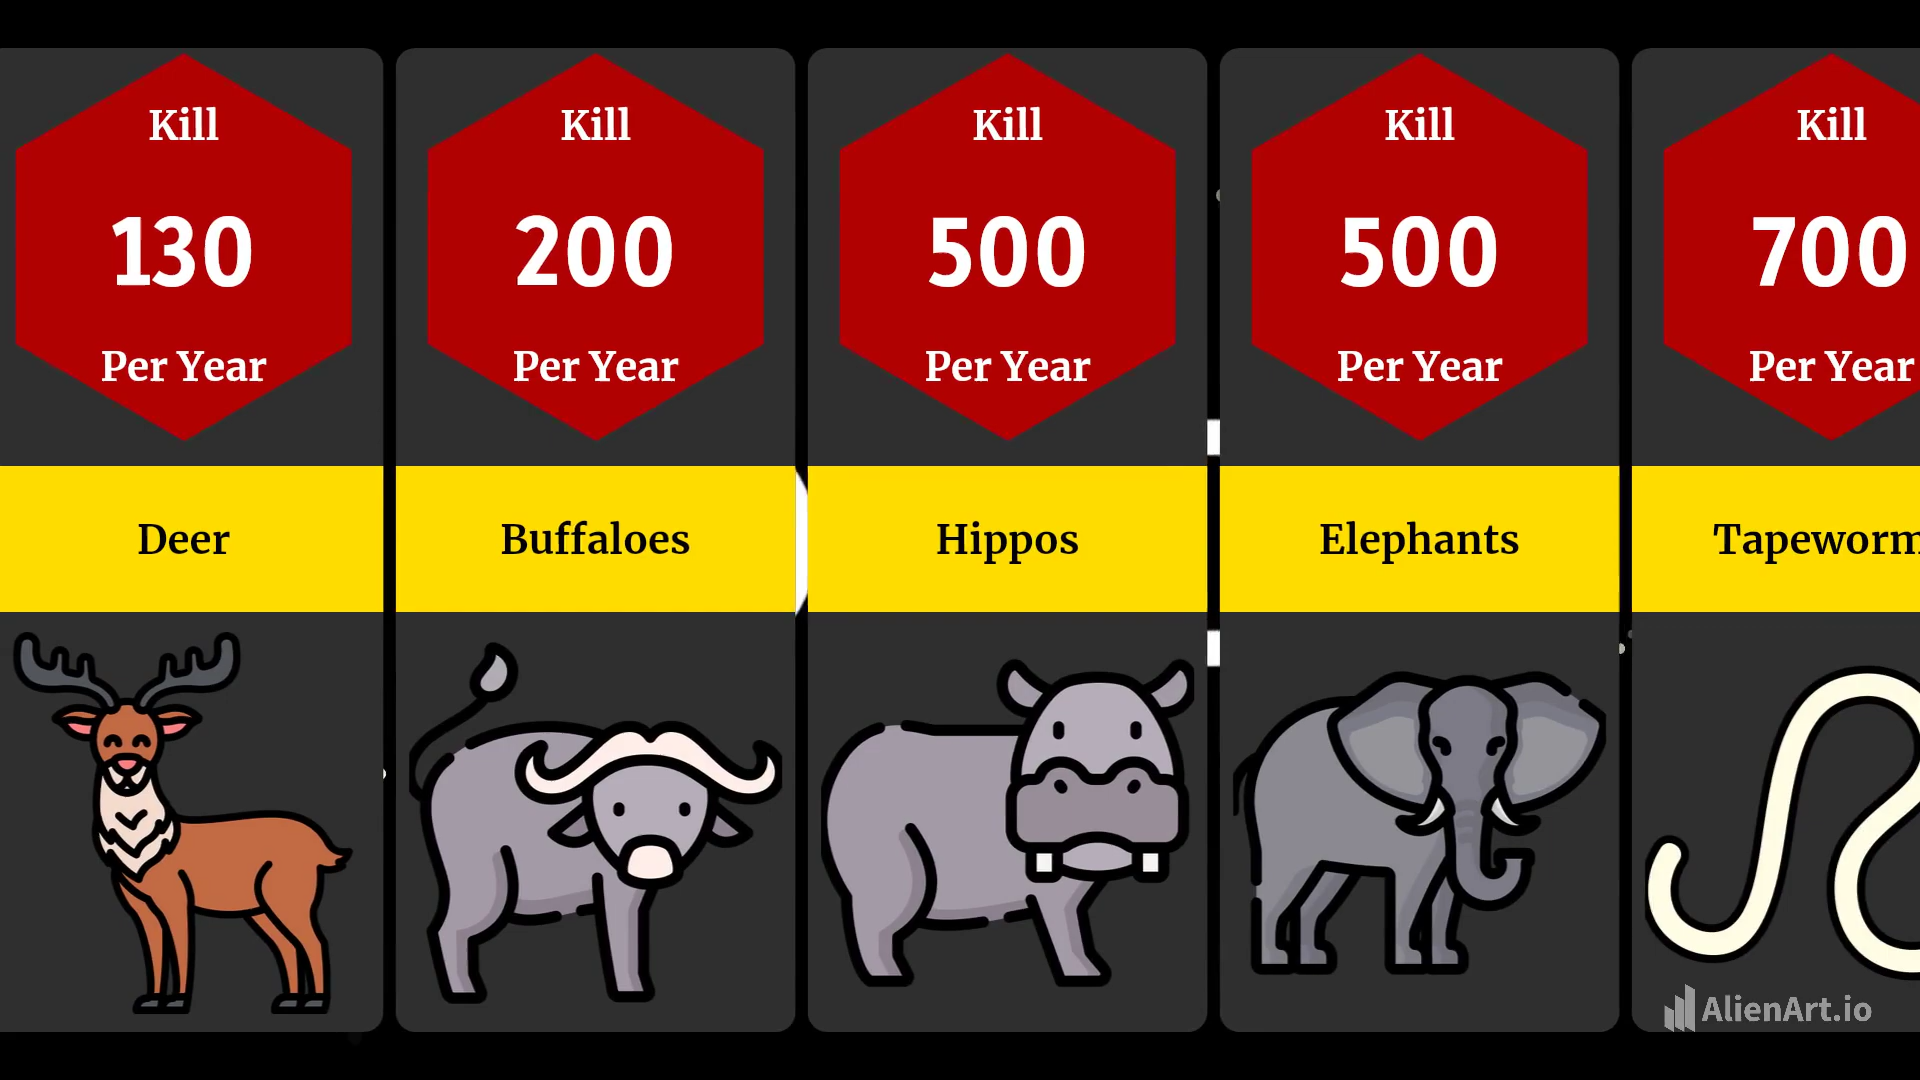 Kill
130
Per Year
Deer
Kill
200
Per Year
Buffaloes
Kill
500
Per Year
Hippos
Kill
500
Per Year
Elephants
Kill
700
Per Year
Tapeworm
AlienArt.io